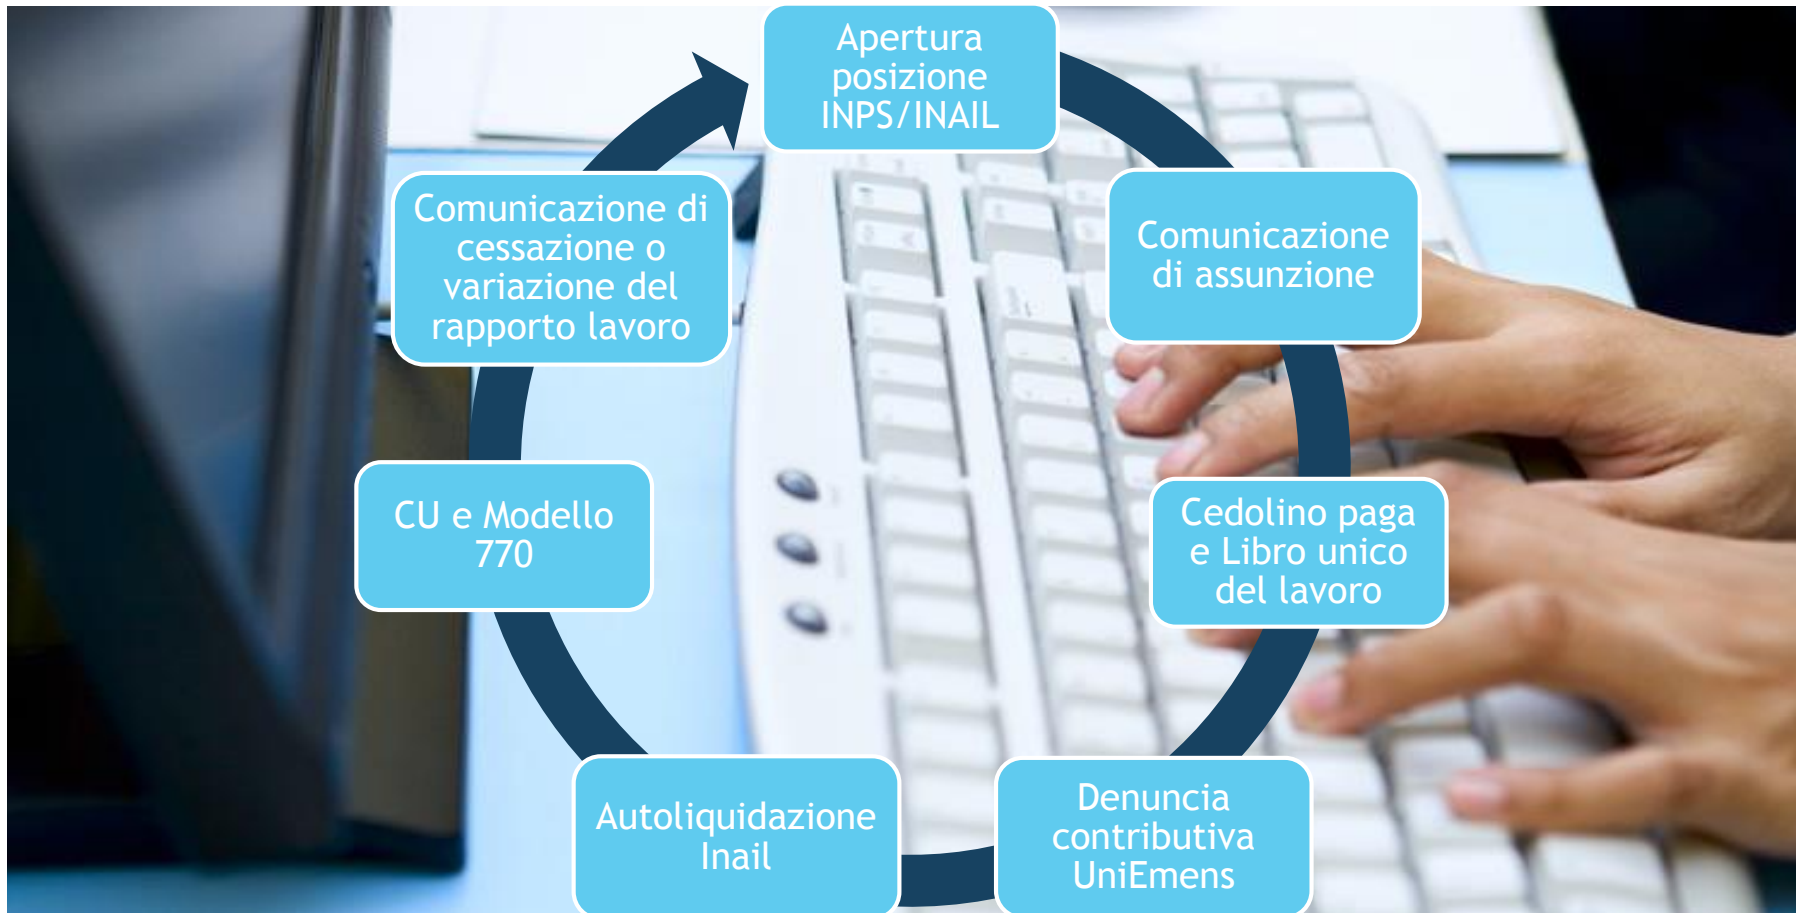 Apertura
posizione
INPS/INAIL
Comunicazione
di assunzione
Cedolino paga
e Libro unico
del lavoro
Denuncia
contributiva
UniEmens
Autoliquidazione
Inail
CU e Modello
770
Comunicazione di
cessazione o
variazione del
rapporto lavoro